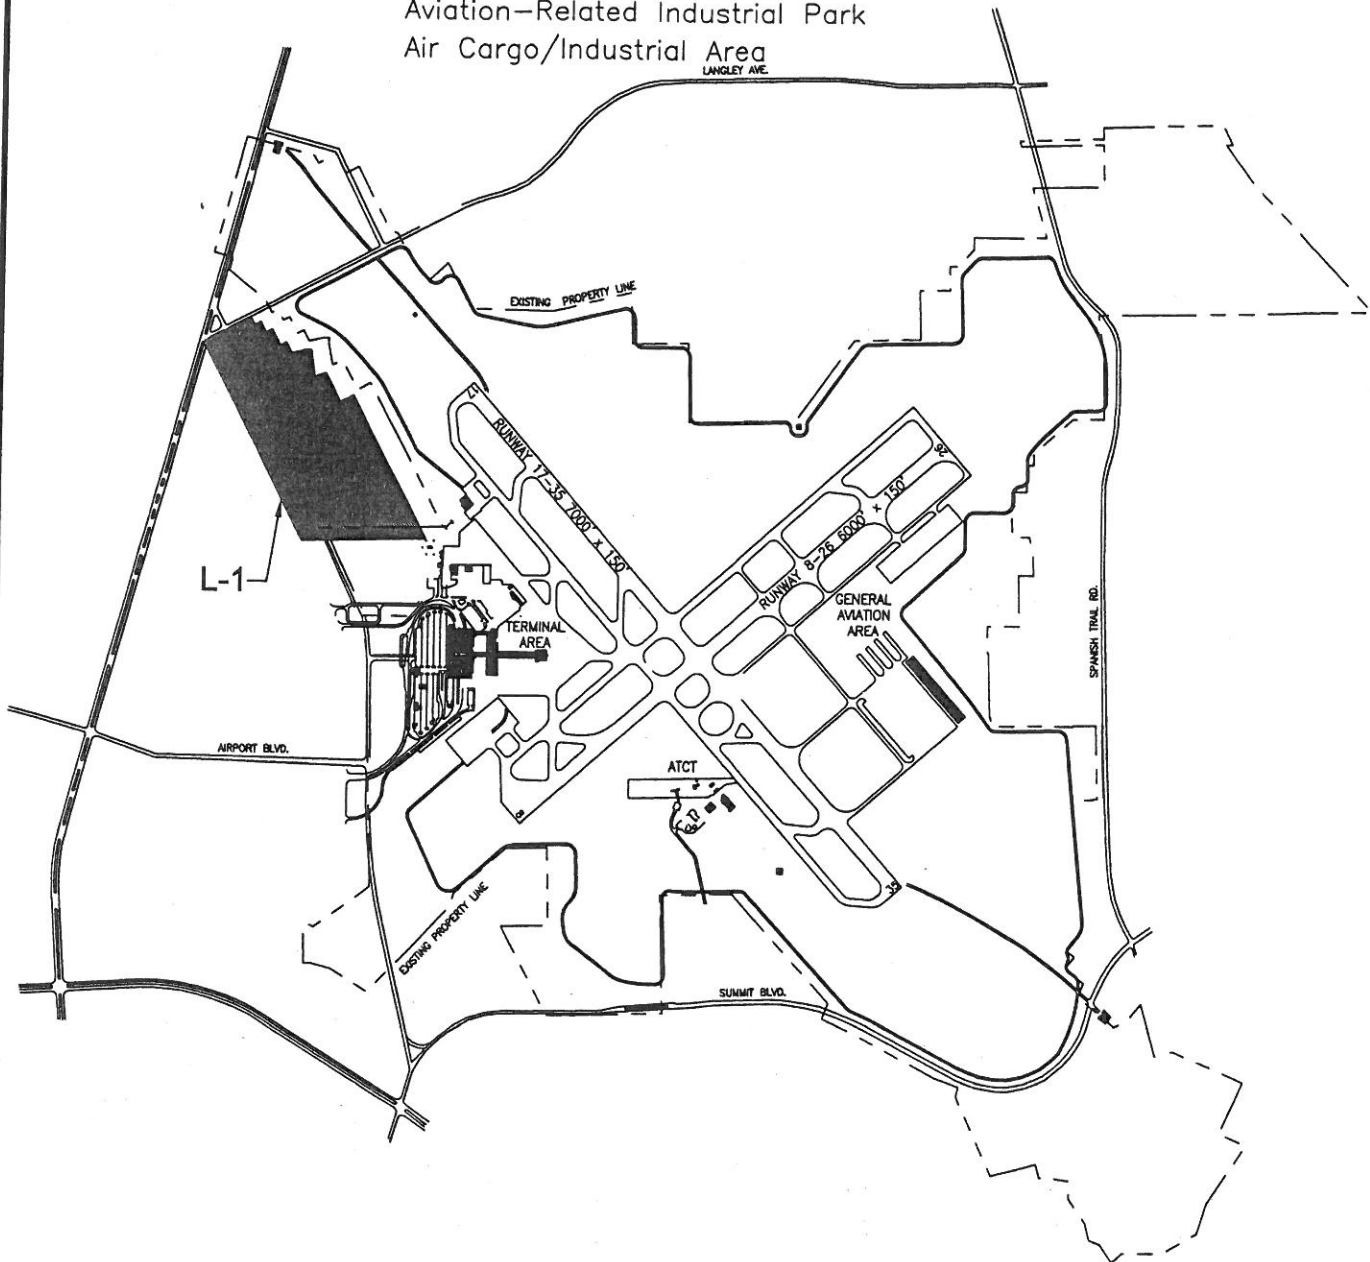 Aviation-Related Industrial Park
Air Cargo/Industrial Area
LANGLEY AVE.
EXISTING PROPERTY LINE
17
RUNWAY 17-35 7000' x 150'
26
RUNWAY 8-26 6000' x 150'
L-1
GENERAL
AVIATION
AREA
SPANISH TRAIL RD.
TERMINAL
AREA
AIRPORT BLVD.
ATCT
8
35
EXISTING PROPERTY LINE
SUMMIT BLVD.